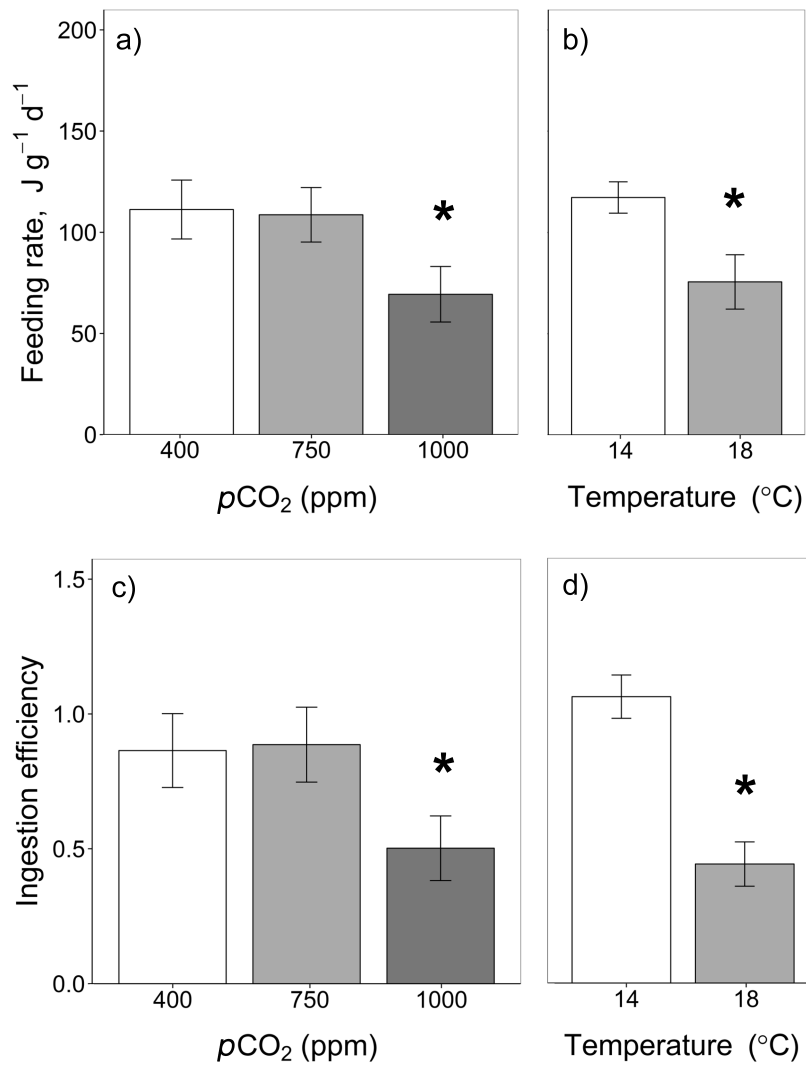 a)
b)
200
150
100
50
0
Feeding rate, J g⁻¹ d⁻¹
*
*
400 750 1000
14 18
pCO₂ (ppm)
Temperature (°C)
c)
d)
1.5
1.0
0.5
0.0
Ingestion efficiency
*
*
400 750 1000
14 18
pCO₂ (ppm)
Temperature (°C)